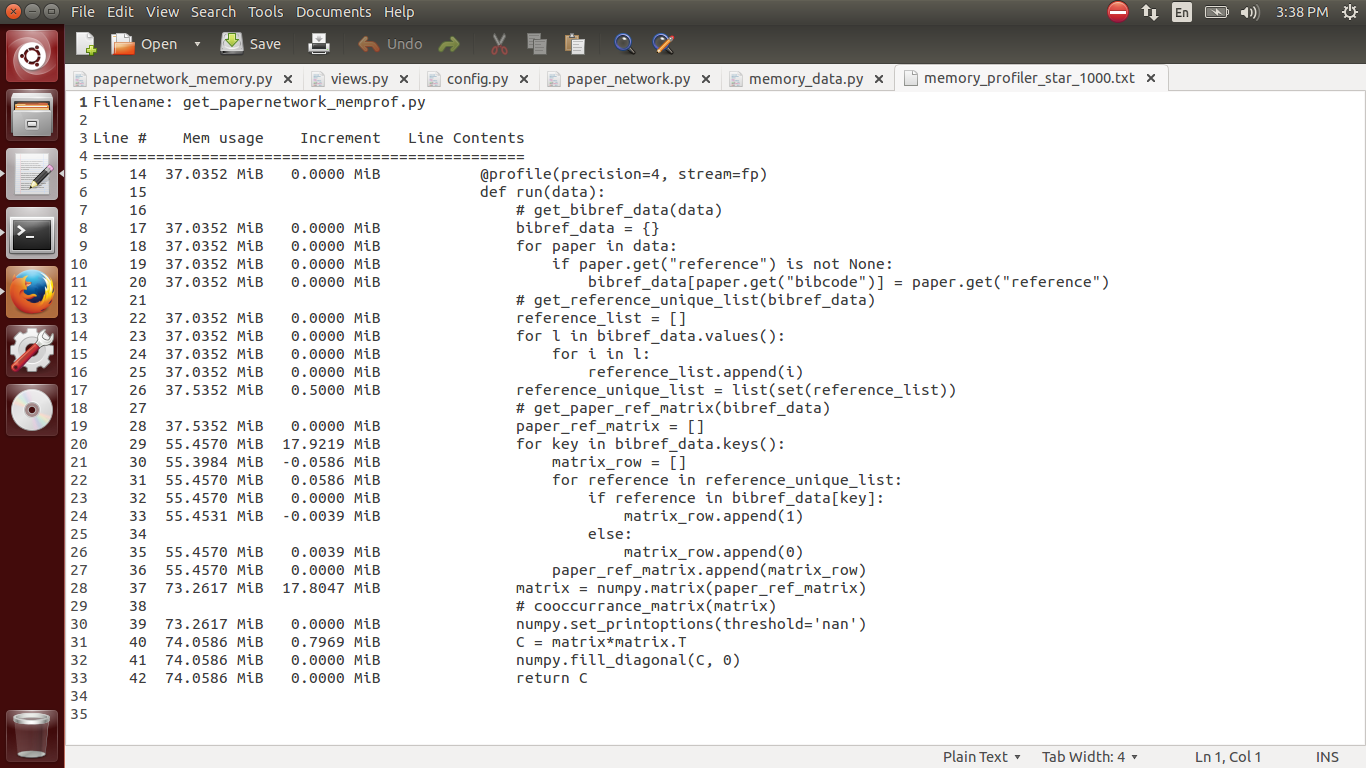 File Edit View Search Tools Documents Help En 3:38 PM
Open Save Undo
papernetwork_memory.py views.py config.py paper_network.py memory_data.py memory_profiler_star_1000.txt
1 Filename: get_papernetwork_memprof.py
2
3 Line # Mem usage Increment Line Contents
4 ================================================
5 14 37.0352 MiB 0.0000 MiB @profile(precision=4, stream=fp)
6 15 def run(data):
7 16 # get_bibref_data(data)
8 17 37.0352 MiB 0.0000 MiB bibref_data = {}
9 18 37.0352 MiB 0.0000 MiB for paper in data:
10 19 37.0352 MiB 0.0000 MiB if paper.get("reference") is not None:
11 20 37.0352 MiB 0.0000 MiB bibref_data[paper.get("bibcode")] = paper.get("reference")
12 21 # get_reference_unique_list(bibref_data)
13 22 37.0352 MiB 0.0000 MiB reference_list = []
14 23 37.0352 MiB 0.0000 MiB for l in bibref_data.values():
15 24 37.0352 MiB 0.0000 MiB for i in l:
16 25 37.0352 MiB 0.0000 MiB reference_list.append(i)
17 26 37.5352 MiB 0.5000 MiB reference_unique_list = list(set(reference_list))
18 27 # get_paper_ref_matrix(bibref_data)
19 28 37.5352 MiB 0.0000 MiB paper_ref_matrix = []
20 29 55.4570 MiB 17.9219 MiB for key in bibref_data.keys():
21 30 55.3984 MiB -0.0586 MiB matrix_row = []
22 31 55.4570 MiB 0.0586 MiB for reference in reference_unique_list:
23 32 55.4570 MiB 0.0000 MiB if reference in bibref_data[key]:
24 33 55.4531 MiB -0.0039 MiB matrix_row.append(1)
25 34 else:
26 35 55.4570 MiB 0.0039 MiB matrix_row.append(0)
27 36 55.4570 MiB 0.0000 MiB paper_ref_matrix.append(matrix_row)
28 37 73.2617 MiB 17.8047 MiB matrix = numpy.matrix(paper_ref_matrix)
29 38 # cooccurrance_matrix(matrix)
30 39 73.2617 MiB 0.0000 MiB numpy.set_printoptions(threshold='nan')
31 40 74.0586 MiB 0.7969 MiB C = matrix*matrix.T
32 41 74.0586 MiB 0.0000 MiB numpy.fill_diagonal(C, 0)
33 42 74.0586 MiB 0.0000 MiB return C
34
35
Plain Text Tab Width: 4 Ln 1, Col 1 INS